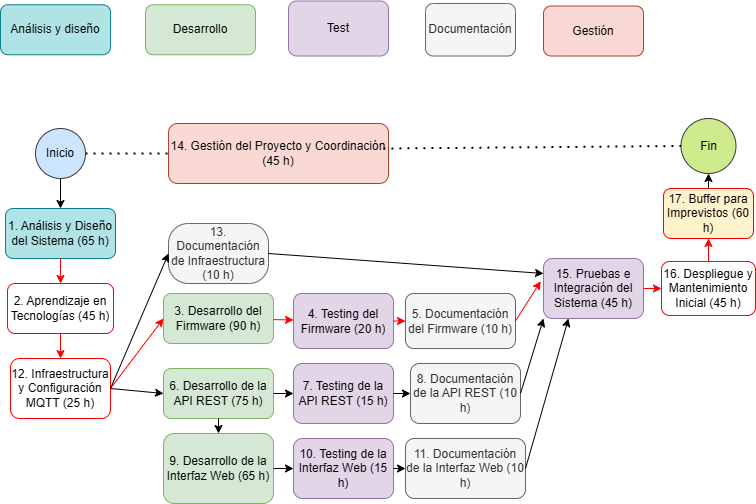 Análisis y diseño
Desarrollo
Test
Documentación
Gestión
Inicio
14. Gestión del Proyecto y Coordinación
(45 h)
Fin
1. Análisis y Diseño
del Sistema (65 h)
2. Aprendizaje en
Tecnologías (45 h)
12. Infraestructura
y Configuración
MQTT (25 h)
13.
Documentación
de Infraestructura
(10 h)
3. Desarrollo del
Firmware (90 h)
4. Testing del
Firmware (20 h)
5. Documentación
del Firmware (10 h)
6. Desarrollo de la
API REST (75 h)
7. Testing de la
API REST (15 h)
8. Documentación
de la API REST (10
h)
9. Desarrollo de la
Interfaz Web (65 h)
10. Testing de la
Interfaz Web (15
h)
11. Documentación
de la Interfaz Web (10
h)
15. Pruebas e
Integración del
Sistema (45 h)
16. Despliegue y
Mantenimiento
Inicial (45 h)
17. Buffer para
Imprevistos (60
h)